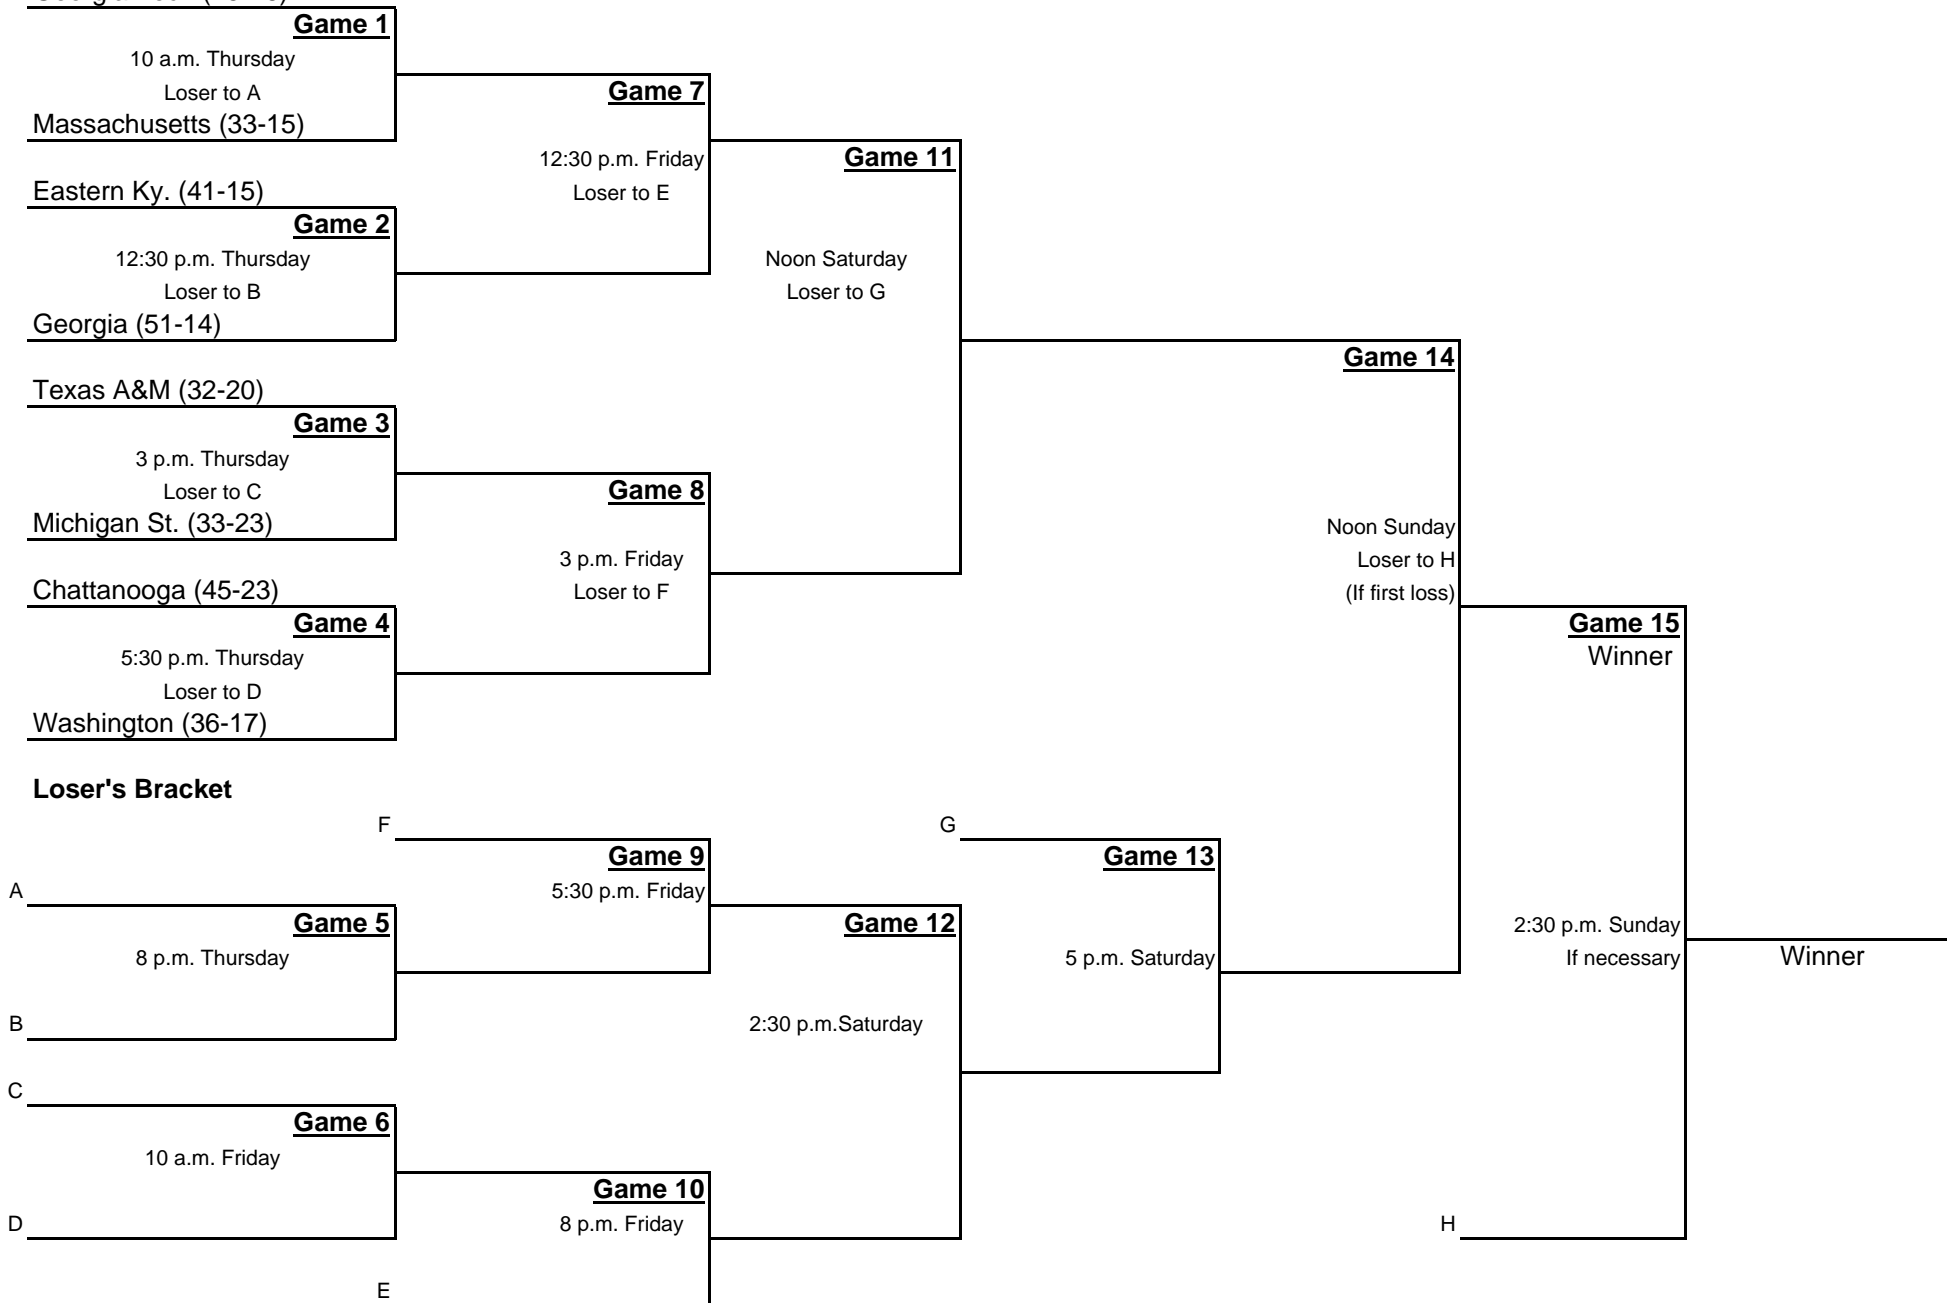 Game 1
10 a.m. Thursday
Loser to A
Massachusetts (33-15)
Game 7
12:30 p.m. Friday
Loser to E
Game 11
Eastern Ky. (41-15)
Game 2
12:30 p.m. Thursday
Loser to B
Georgia (51-14)
Noon Saturday
Loser to G
Game 14
Texas A&M (32-20)
Game 3
3 p.m. Thursday
Loser to C
Michigan St. (33-23)
Game 8
3 p.m. Friday
Loser to F
Noon Sunday
Loser to H
(If first loss)
Chattanooga (45-23)
Game 4
5:30 p.m. Thursday
Loser to D
Washington (36-17)
Game 15
Winner
Loser's Bracket
F
G
Game 9
5:30 p.m. Friday
Game 13
A
Game 5
8 p.m. Thursday
B
Game 12
2:30 p.m.Saturday
5 p.m. Saturday
2:30 p.m. Sunday
If necessary
Winner
C
Game 6
10 a.m. Friday
D
Game 10
8 p.m. Friday
H
E